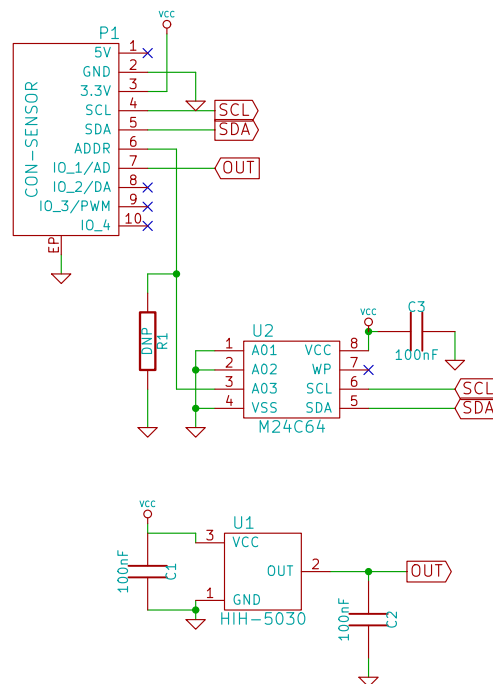 P1
VCC
CON-SENSOR
5V 1
GND 2
3.3V 3
SCL 4 SCL
SDA 5 SDA
ADDR 6
IO_1/AD 7 OUT
IO_2/DA 8
IO_3/PWM 9
IO_4 10
EP
DNP
R1
U2
VCC
C3
100nF
1 A01 VCC 8
2 A02 WP 7
3 A03 SCL 6 SCL
4 VSS SDA 5 SDA
M24C64
VCC
U1
3 VCC
100nF
C1
OUT 2 OUT
1 GND
HIH-5030
100nF
C2